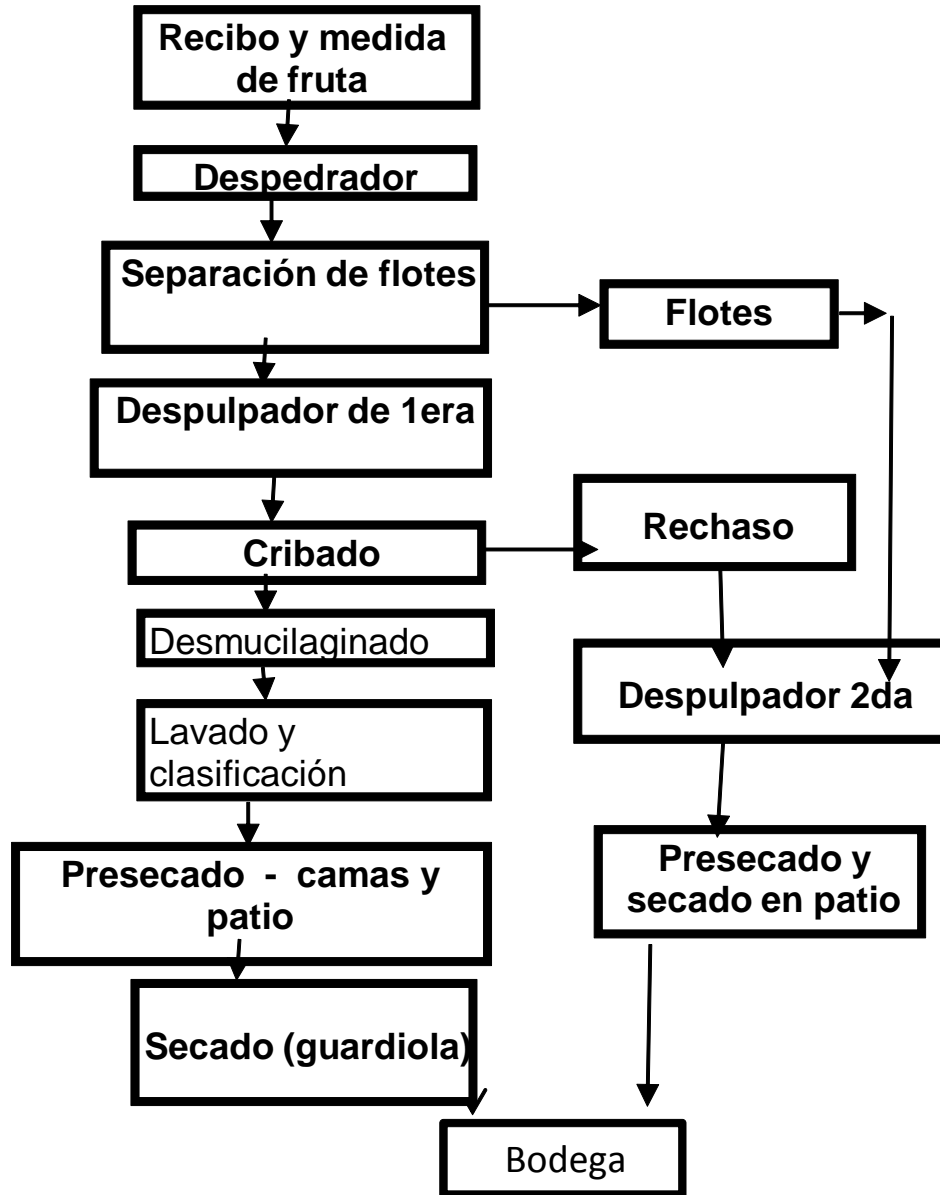 Recibo y medida
de fruta
Despedrador
Separación de flotes
Flotes
Despulpador de 1era
Cribado
Rechaso
Desmucilaginado
Despulpador 2da
Lavado y
clasificación
Presecado - camas y
patio
Presecado y
secado en patio
Secado (guardiola)
Bodega